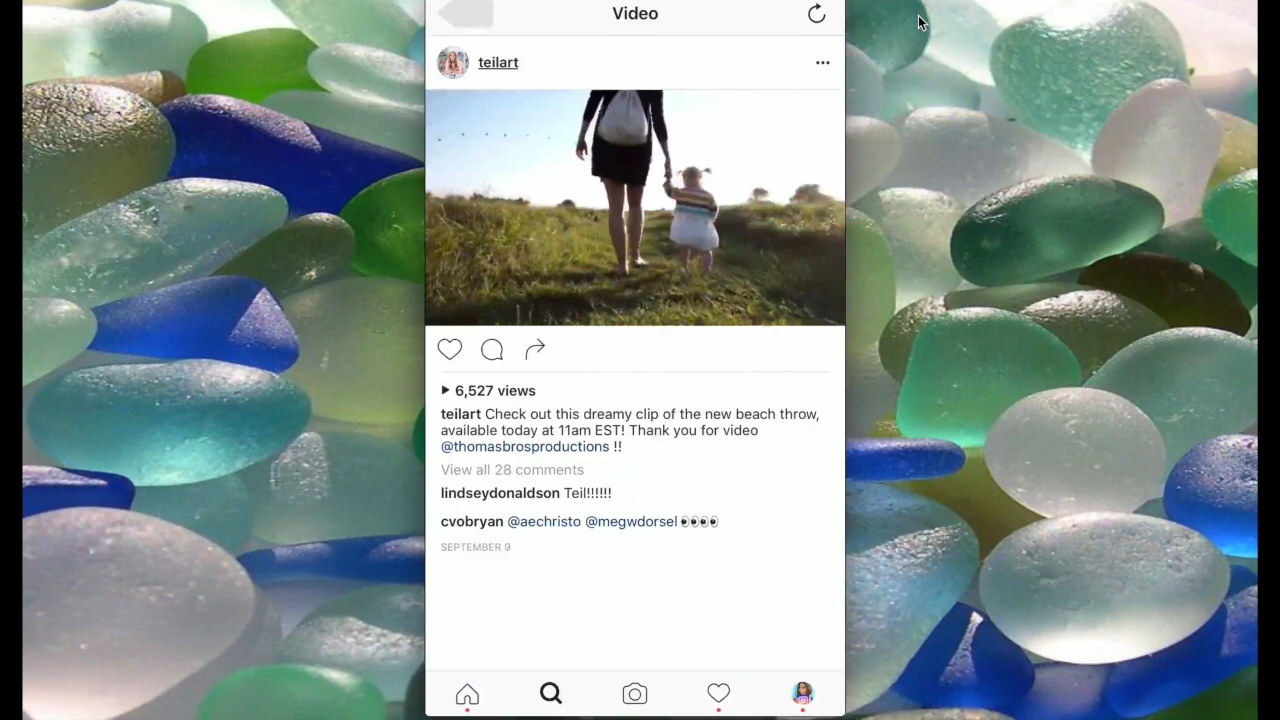 Video
teilart
6,527 views
teilart Check out this dreamy clip of the new beach throw,
available today at 11am EST! Thank you for video
@thomasbrosproductions !!
View all 28 comments
lindseydonaldson Teil!!!!!!
cvobryan @aechristo @megwdorsel 👀👀
SEPTEMBER 9